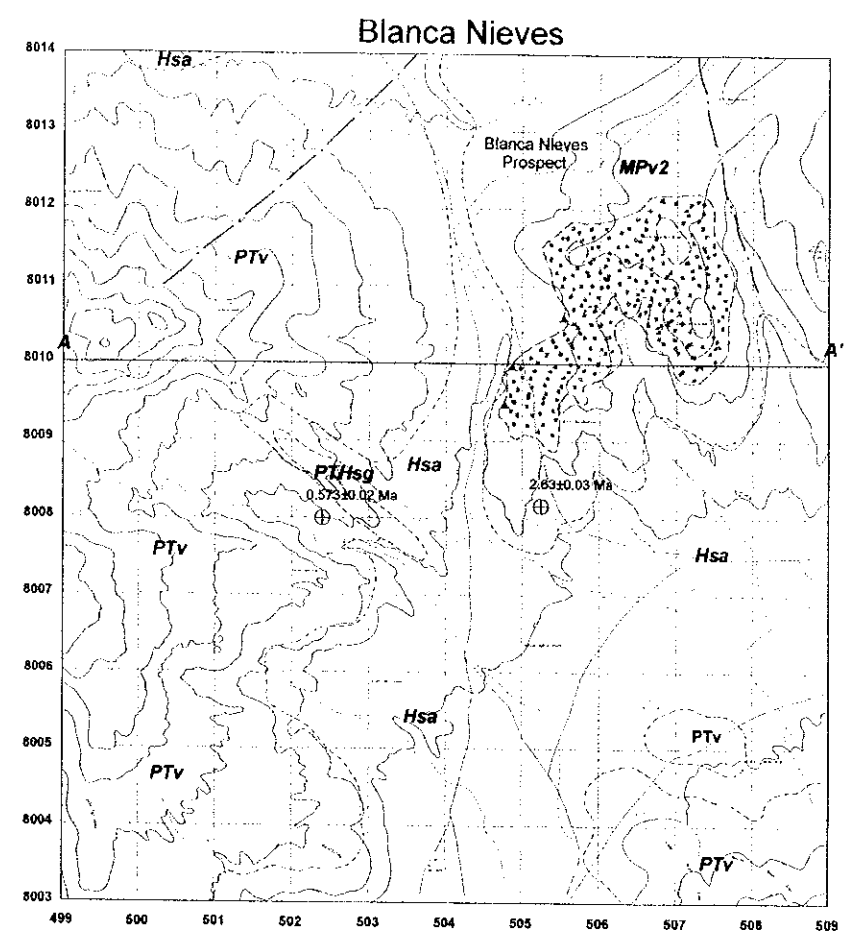 Blanca Nieves
8014
Hsa
8013
Blanca Nieves
Prospect
MPv2
8012
PTv
8011
A
8010
A'
8009
Hsa
PT/Hsg
0.573±0.02 Ma
2.63±0.03 Ma
8008
PTv
Hsa
8007
8006
Hsa
8005
PTv
PTv
8004
PTv
8003
499 500 501 502 503 504 505 506 507 508 509